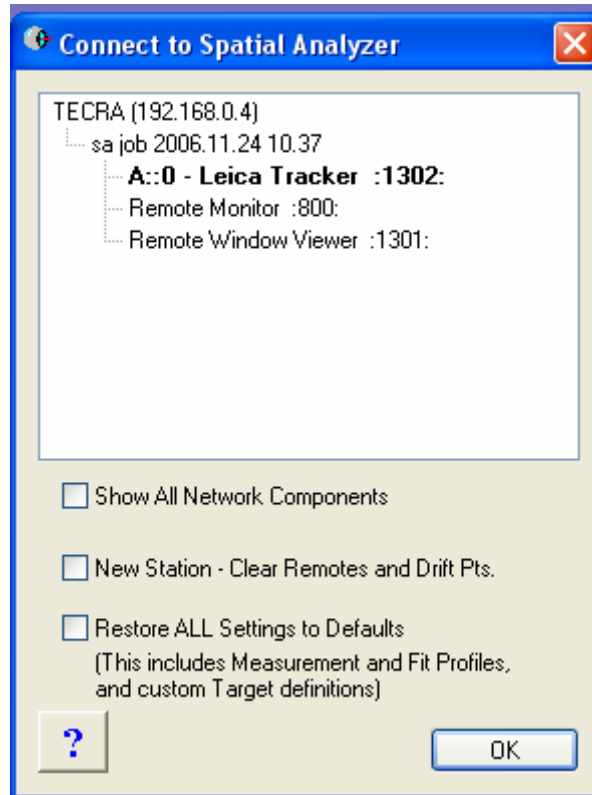 Connect to Spatial Analyzer
TECRA (192.168.0.4)
sa job 2006.11.24 10.37
A::0 - Leica Tracker :1302:
Remote Monitor :800:
Remote Window Viewer :1301:
Show All Network Components
New Station - Clear Remotes and Drift Pts.
Restore ALL Settings to Defaults
(This includes Measurement and Fit Profiles,
and custom Target definitions)
?
OK